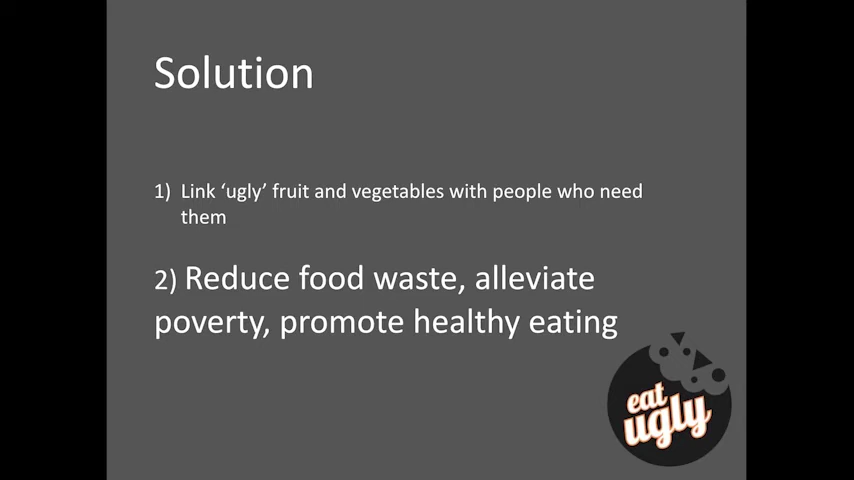 Solution
1) Link ‘ugly’ fruit and vegetables with people who need
them
2) Reduce food waste, alleviate
poverty, promote healthy eating
eat
ugly